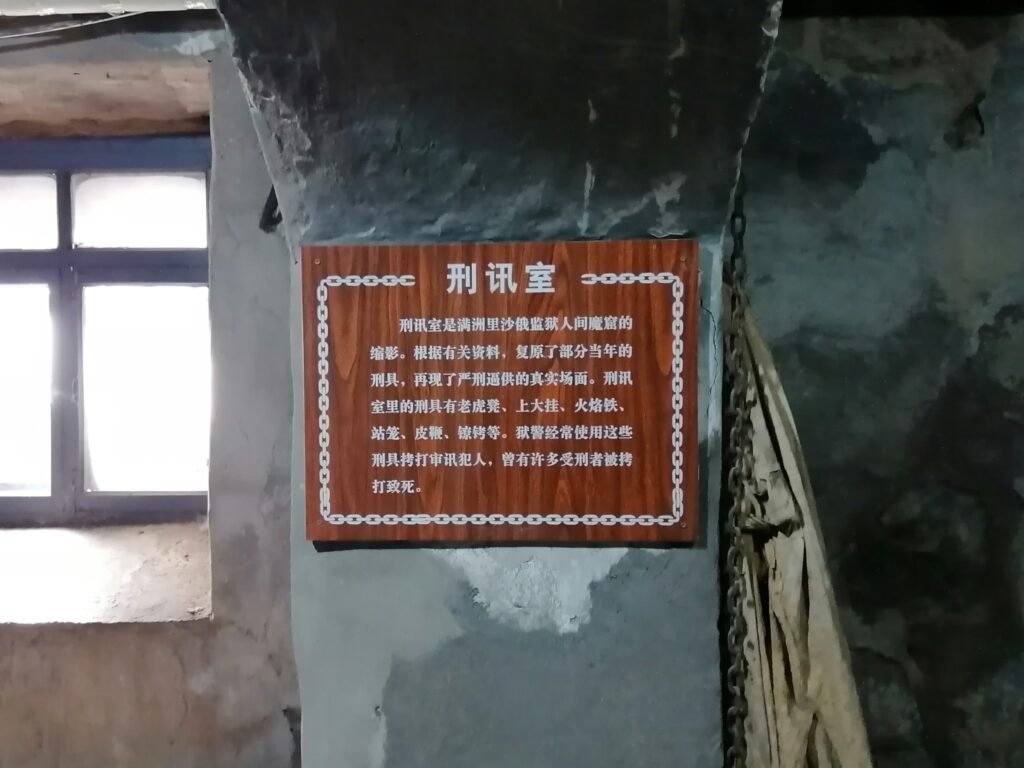 刑讯室
刑讯室是满洲里沙俄监狱人间魔窟的
缩影。根据有关资料，复原了部分当年的
刑具，再现了严刑逼供的真实场面。刑讯
室里的刑具有老虎凳、上大挂、火烙铁、
站笼、皮鞭、镣铐等。狱警经常使用这些
刑具拷打审讯犯人，曾有许多受刑者被拷
打致死。